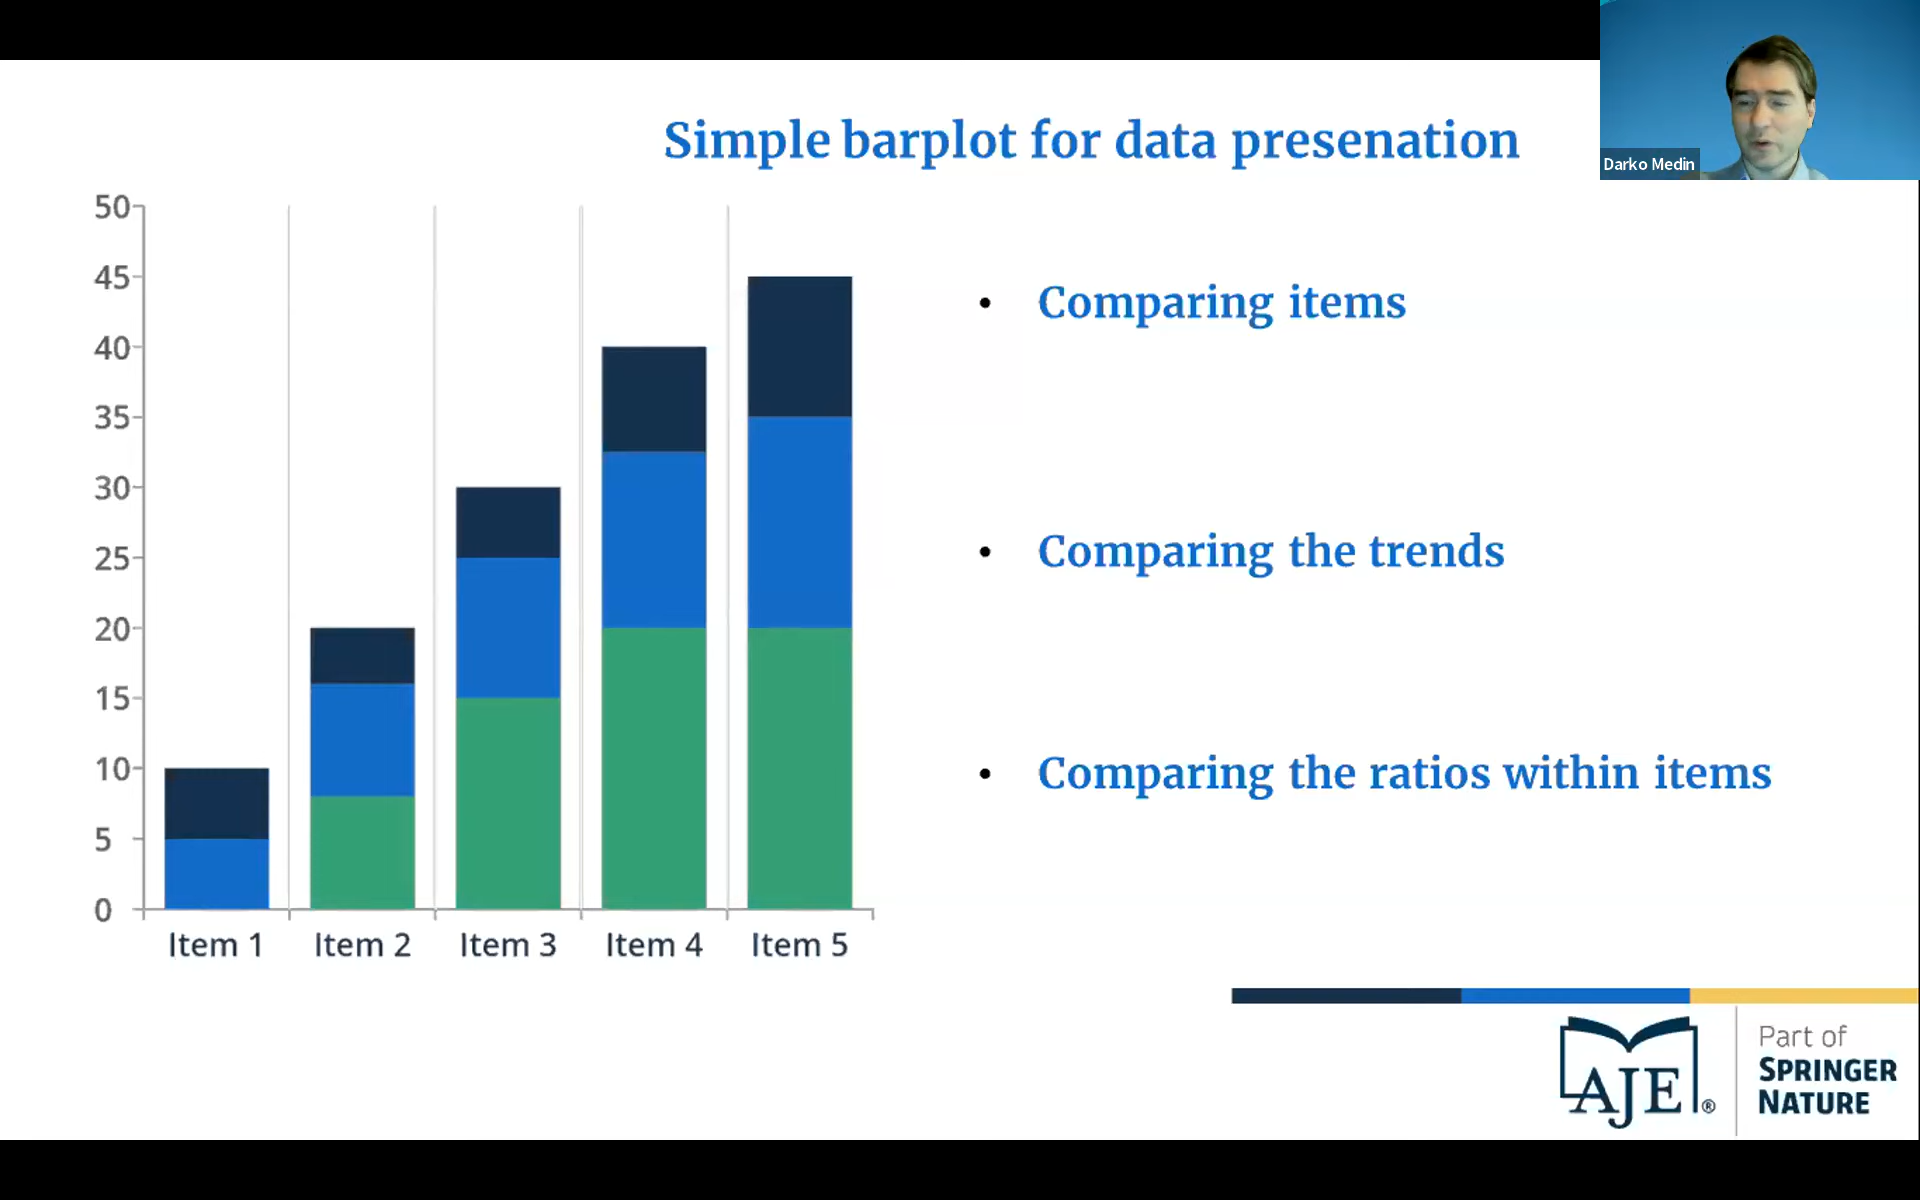 Simple barplot for data presenation
Darko Medin
50
45
40
35
30
25
20
15
10
5
0
Item 1 Item 2 Item 3 Item 4 Item 5
• Comparing items
• Comparing the trends
• Comparing the ratios within items
AJE®
Part of
SPRINGER
NATURE